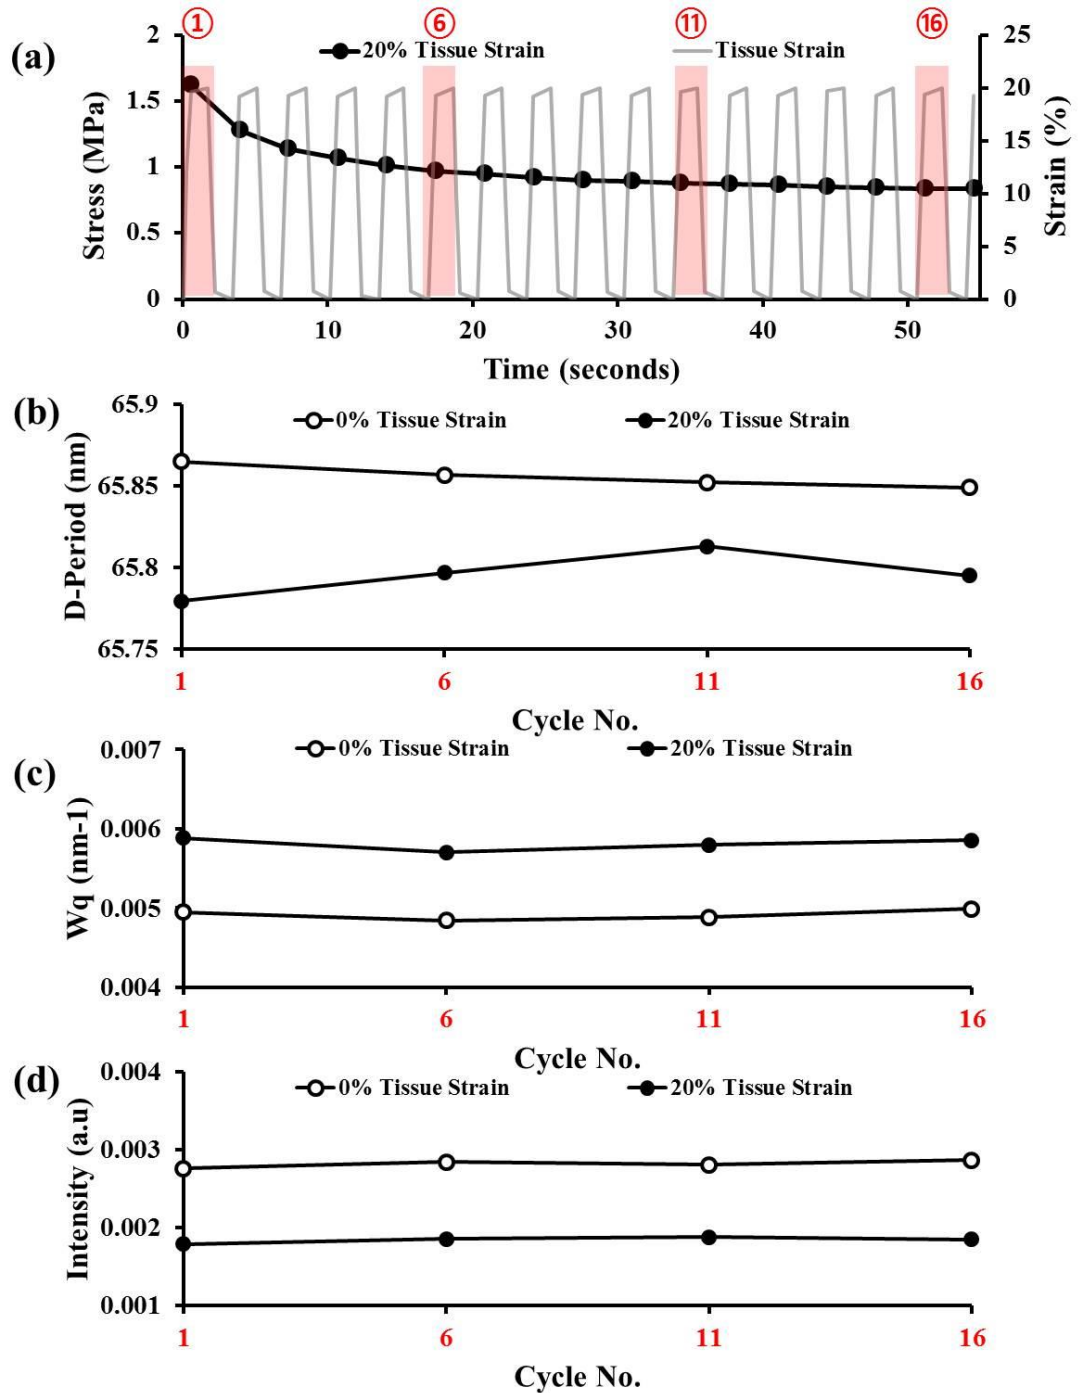 ① ⑥ ⑪ ⑯
(a)
20% Tissue Strain Tissue Strain
2 25
20
1.5
15
1
10
0.5
5
0 0
Stress (MPa)
Strain (%)
0 10 20 30 40 50
Time (seconds)
(b)
65.9
0% Tissue Strain 20% Tissue Strain
65.85
65.8
65.75
D-Period (nm)
1 6 11 16
Cycle No.
(c)
0% Tissue Strain 20% Tissue Strain
0.007
0.006
0.005
0.004
Wq (nm-1)
1 6 11 16
Cycle No.
(d)
0.004
0% Tissue Strain 20% Tissue Strain
0.003
0.002
0.001
Intensity (a.u)
1 6 11 16
Cycle No.